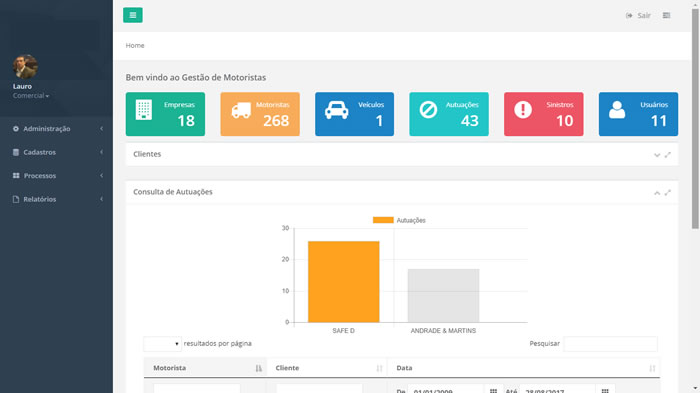 Sair
Home
Lauro
Comercial
Administração
Cadastros
Processos
Relatórios
Bem vindo ao Gestão de Motoristas
Empresas
18
Motoristas
268
Veículos
1
Autuações
43
Sinistros
10
Usuários
11
Clientes
Consulta de Autuações
Autuações
30
20
10
0
SAFE D
ANDRADE & MARTINS
resultados por página
Pesquisar
Motorista
Cliente
Data
De 01/01/2009 Até 28/08/2017